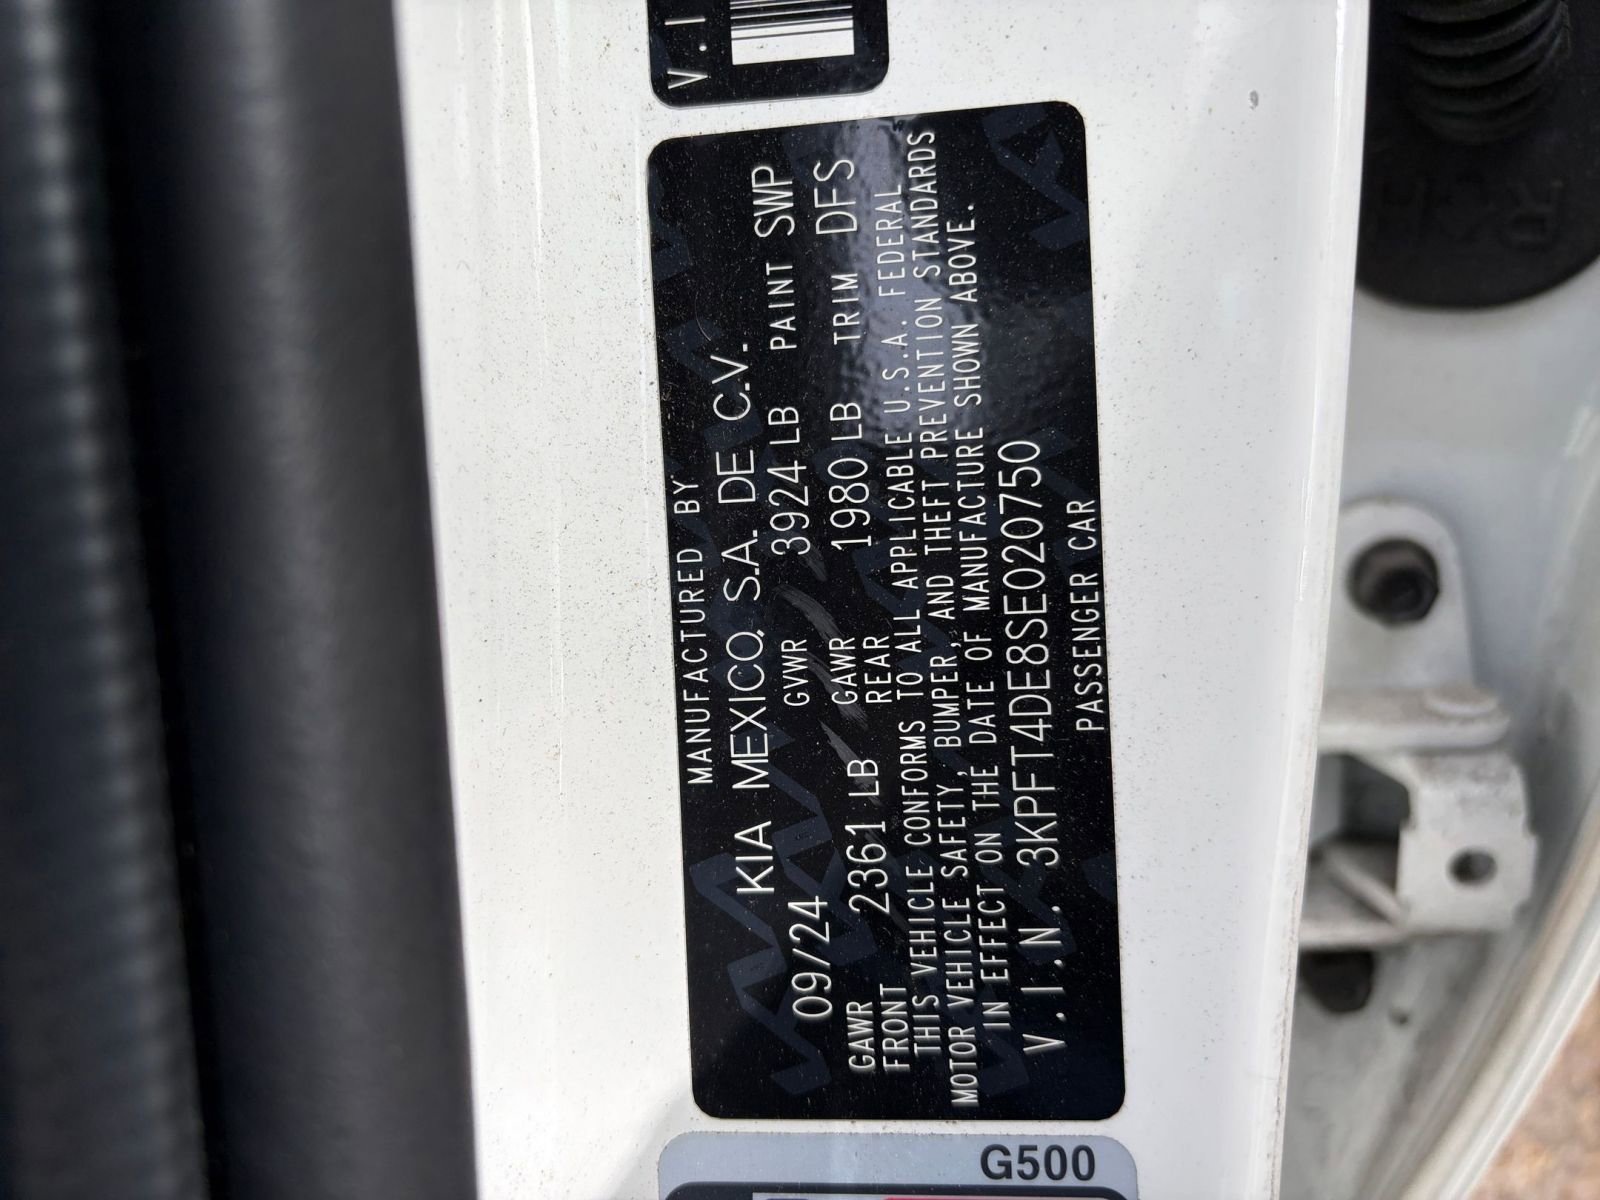 V.I
MANUFACTURED BY
KIA MEXICO, S.A. DE C.V.
09/24 GVWR 3924 LB PAINT SWP
GAWR FRONT 2361 LB GAWR REAR 1980 LB TRIM DFS
THIS VEHICLE CONFORMS TO ALL APPLICABLE U.S.A. FEDERAL
MOTOR VEHICLE SAFETY, BUMPER, AND THEFT PREVENTION STANDARDS
IN EFFECT ON THE DATE OF MANUFACTURE SHOWN ABOVE.
V.I.N. 3KPFT4DE8SE020750
PASSENGER CAR
G500